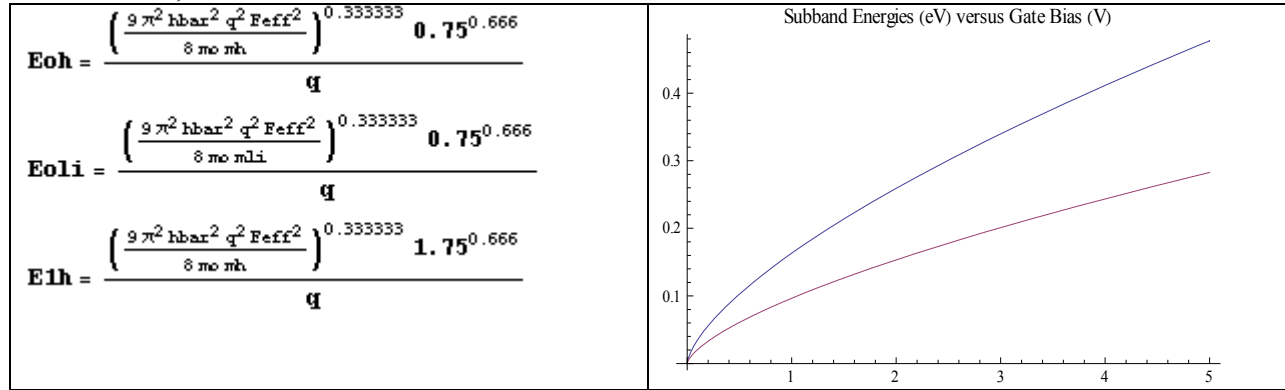 Eoh = ((9 π² hbar² q² Feff²)/(8 mo mh))^0.333333 0.75^0.666 / q
Eoli = ((9 π² hbar² q² Feff²)/(8 mo mli))^0.333333 0.75^0.666 / q
E1h = ((9 π² hbar² q² Feff²)/(8 mo mh))^0.333333 1.75^0.666 / q
Subband Energies (eV) versus Gate Bias (V)
0.4
0.3
0.2
0.1
1 2 3 4 5